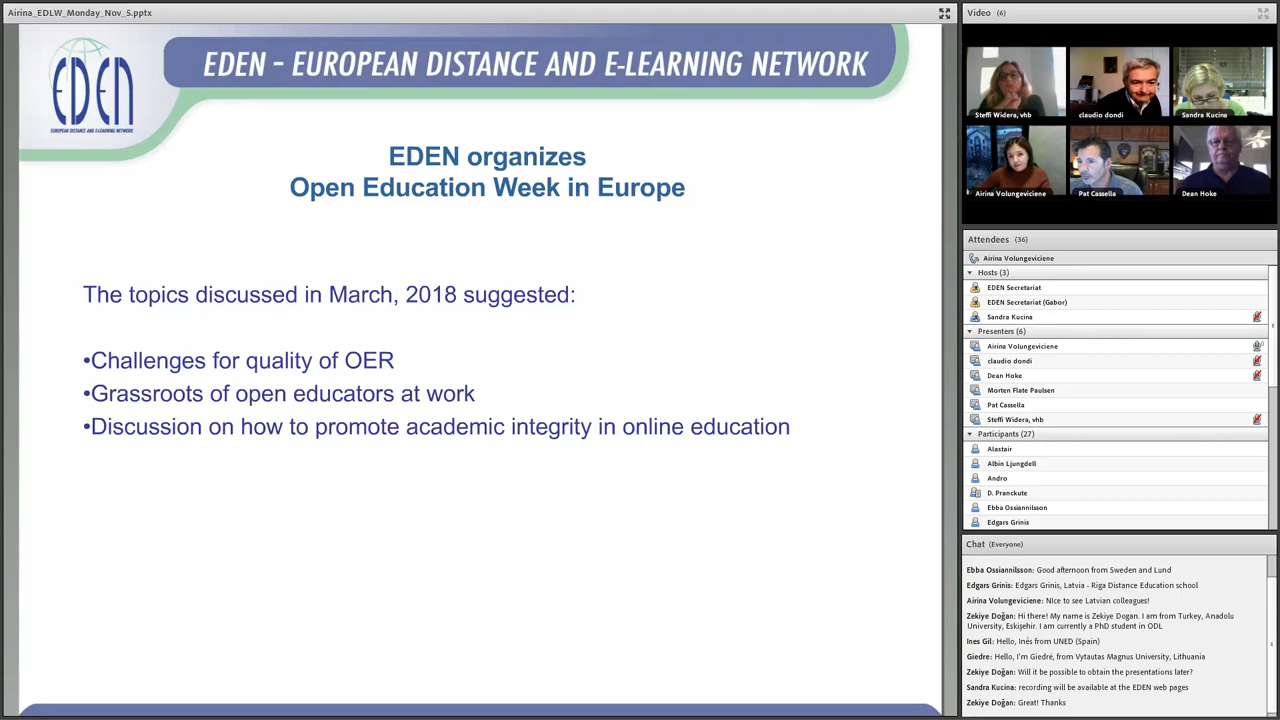 Airina_EDLW_Monday_Nov_5.pptx
EDEN
EUROPEAN DISTANCE AND E-LEARNING NETWORK
EDEN – EUROPEAN DISTANCE AND E-LEARNING NETWORK
EDEN organizes
Open Education Week in Europe
The topics discussed in March, 2018 suggested:
•Challenges for quality of OER
•Grassroots of open educators at work
•Discussion on how to promote academic integrity in online education
Video (6)
Steffi Widera, vhb
claudio dondi
Sandra Kucina
Airina Volungeviciene
Pat Cassella
Dean Hoke
Attendees (36)
Airina Volungeviciene
Hosts (3)
EDEN Secretariat
EDEN Secretariat (Gabor)
Sandra Kucina
Presenters (6)
Airina Volungeviciene
claudio dondi
Dean Hoke
Morten Flate Paulsen
Pat Cassella
Steffi Widera, vhb
Participants (27)
Alastair
Albin Ljungdell
Andro
D. Pranckute
Ebba Ossiannilsson
Edgars Grinis
Chat (Everyone)
Ebba Ossiannilsson: Good afternoon from Sweden and Lund
Edgars Grinis: Edgars Grinis, Latvia - Riga Distance Education school
Airina Volungeviciene: NIce to see Latvian colleagues!
Zekiye Doğan: Hi there! My name is Zekiye Dogan. I am from Turkey, Anadolu
University, Eskişehir. I am currently a PhD student in ODL
Ines Gil: Hello, Inés from UNED (Spain)
Giedre: Hello, I'm Giedrė, from Vytautas Magnus University, Lithuania
Zekiye Doğan: Will it be possible to obtain the presentations later?
Sandra Kucina: recording will be available at the EDEN web pages
Zekiye Doğan: Great! Thanks